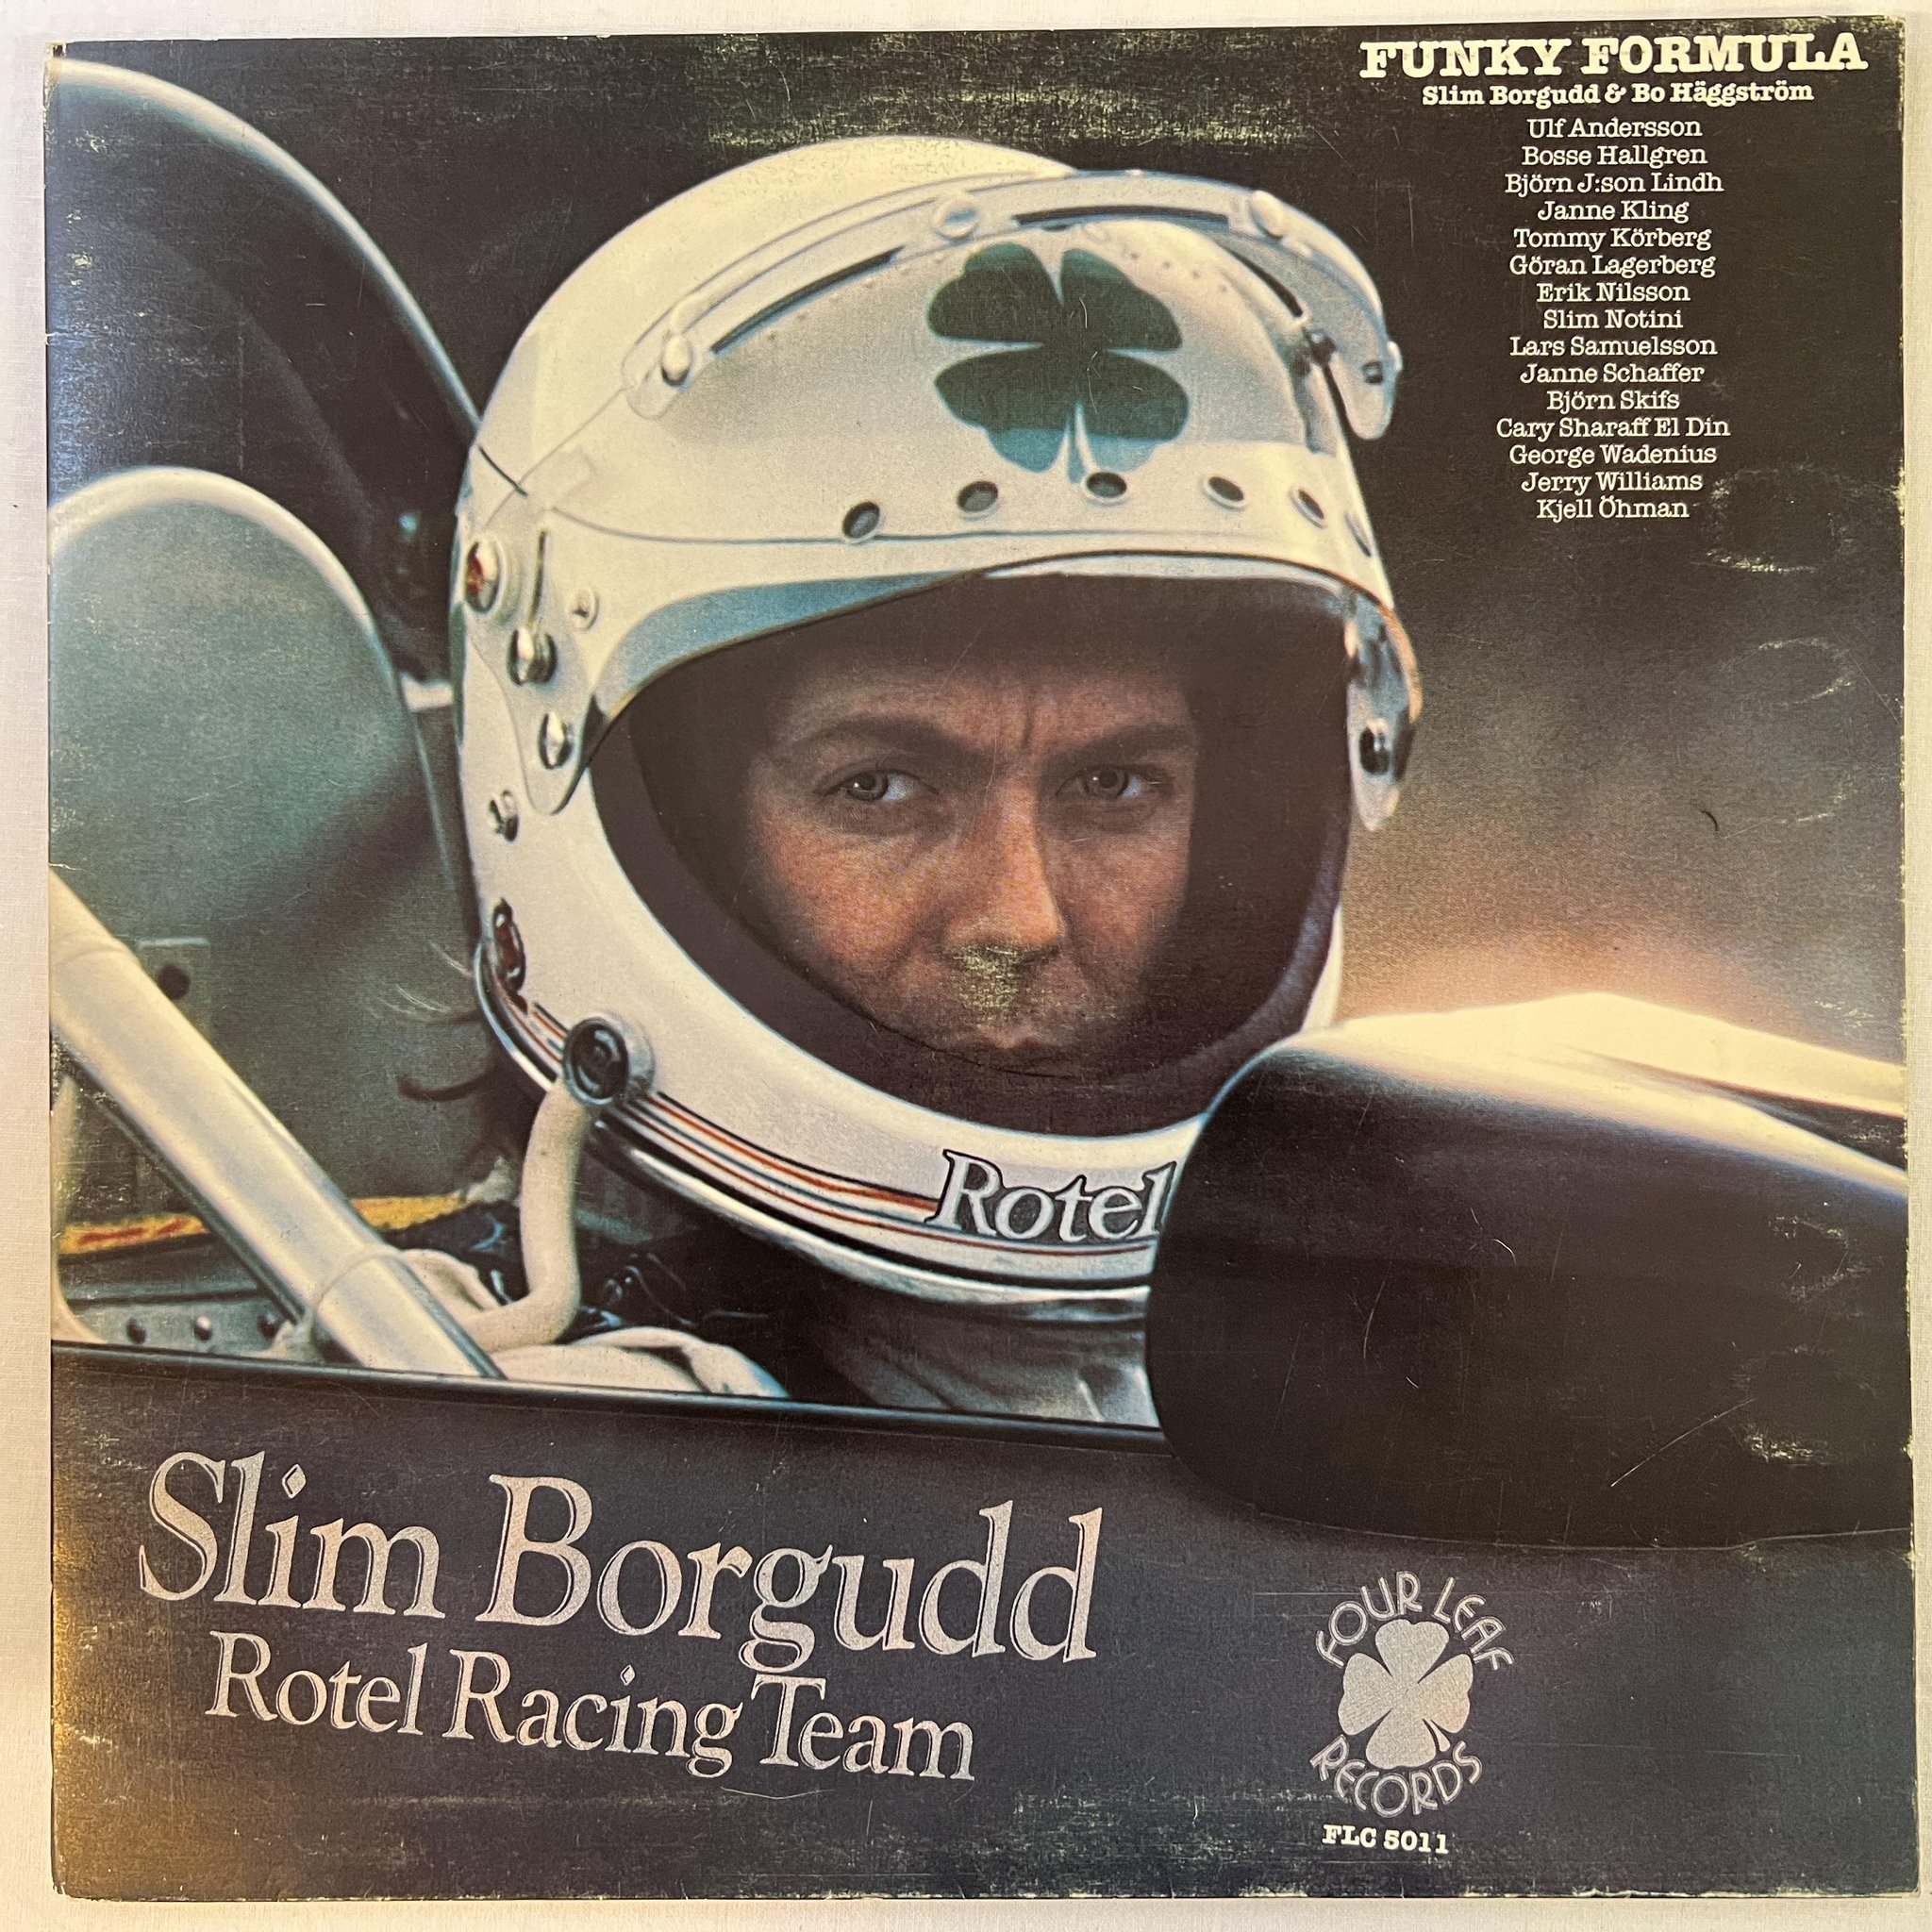 FUNKY FORMULA
Slim Borgudd & Bo Häggström
Ulf Andersson
Bosse Hallgren
Björn J:son Lindh
Janne Kling
Tommy Körberg
Göran Lagerberg
Erik Nilsson
Slim Notini
Lars Samuelsson
Janne Schaffer
Björn Skifs
Cary Sharaff El Din
George Wadenius
Jerry Williams
Kjell Öhman
Rotel
Slim Borgudd
Rotel Racing Team
FOUR LEAF
RECORDS
FLC 5011